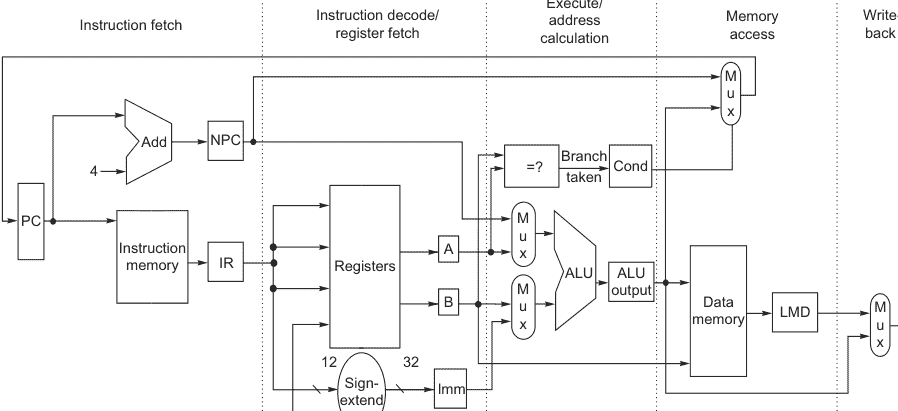 Instruction fetch
Instruction decode/
register fetch
Execute/
address
calculation
Memory
access
Write-
back
M
u
x
Add
NPC
4
=?
Branch
taken
Cond
PC
Instruction
memory
IR
Registers
A
B
M
u
x
M
u
x
ALU
ALU
output
Data
memory
LMD
M
u
x
12
32
Sign-
extend
Imm